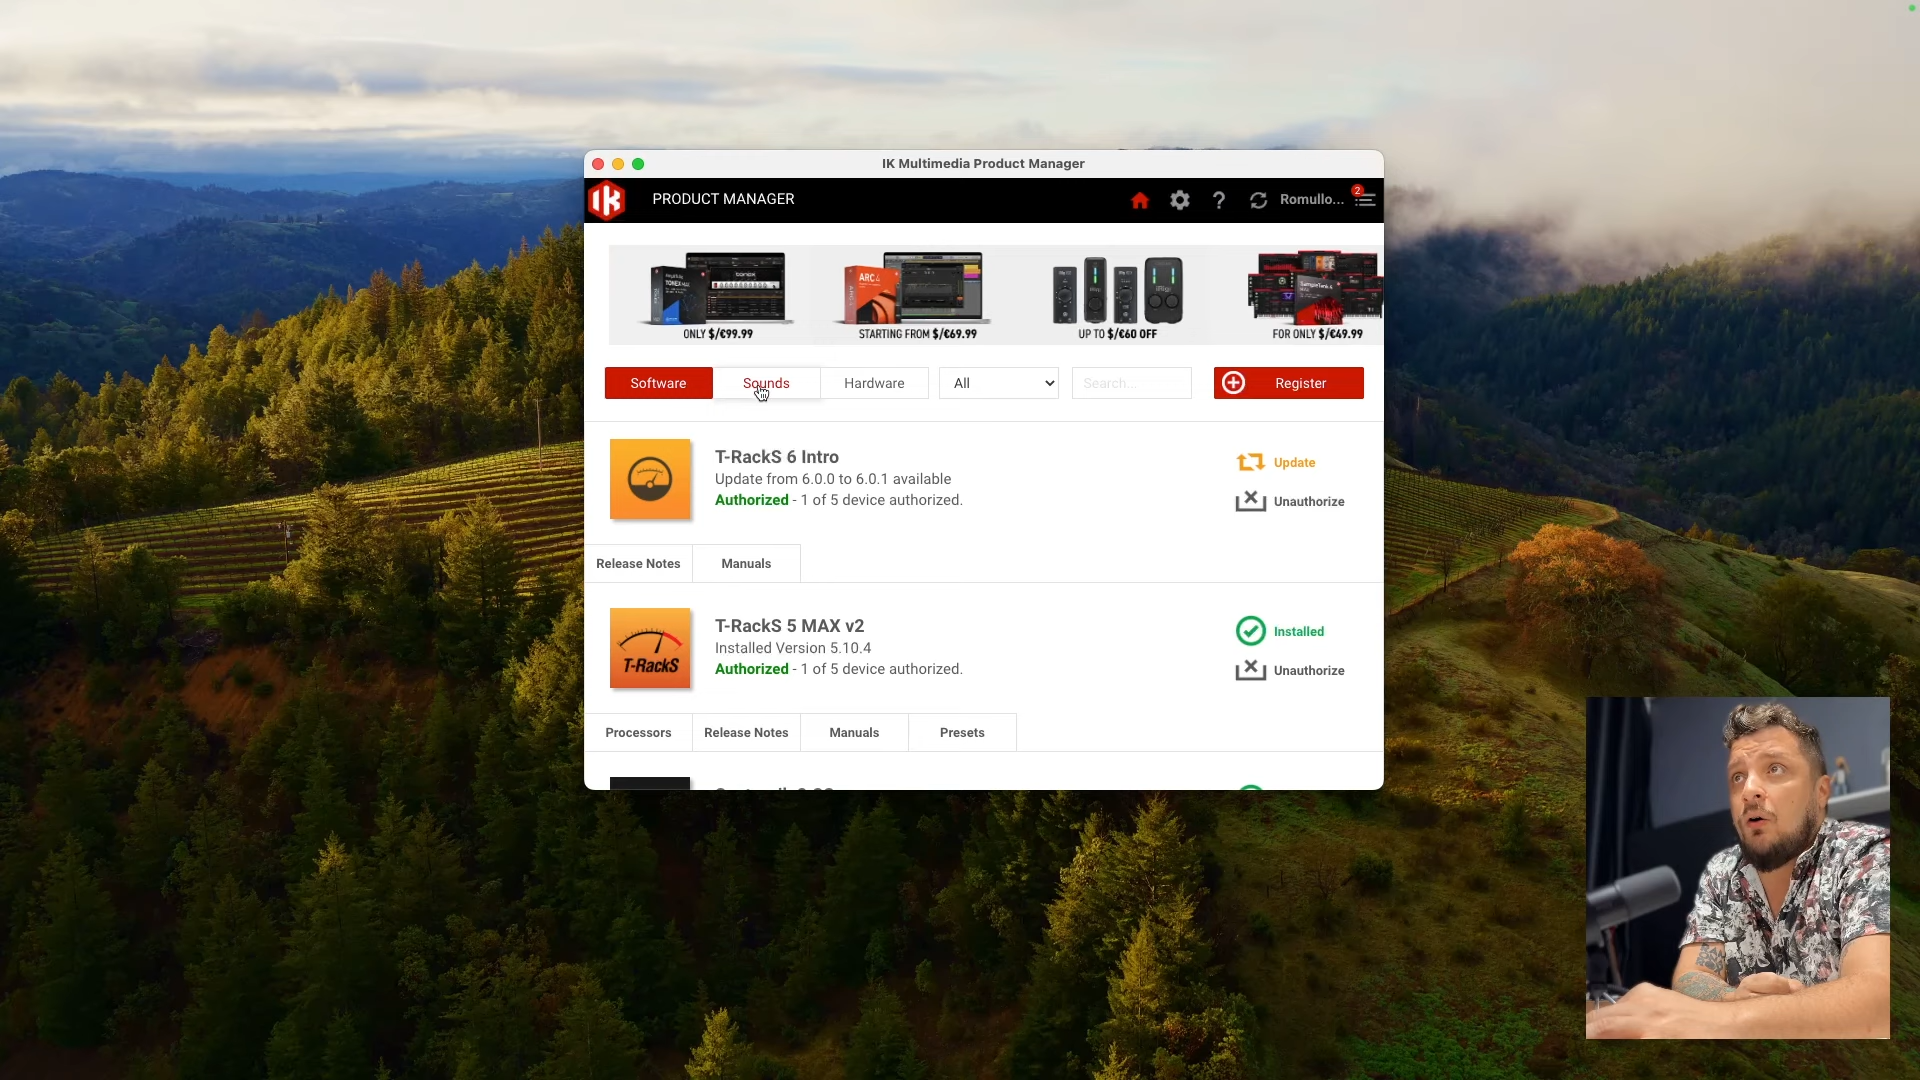 IK Multimedia Product Manager
PRODUCT MANAGER
Romullo...
2
ONLY $/€99.99
ARC 4
STARTING FROM $/€69.99
UP TO $/€60 OFF
FOR ONLY $/€49.99
Software
Sounds
Hardware
All
Search...
Register
T-RackS 6 Intro
Update from 6.0.0 to 6.0.1 available
Authorized - 1 of 5 device authorized.
Update
Unauthorize
Release Notes
Manuals
T-RackS
T-RackS 5 MAX v2
Installed Version 5.10.4
Authorized - 1 of 5 device authorized.
Installed
Unauthorize
Processors
Release Notes
Manuals
Presets